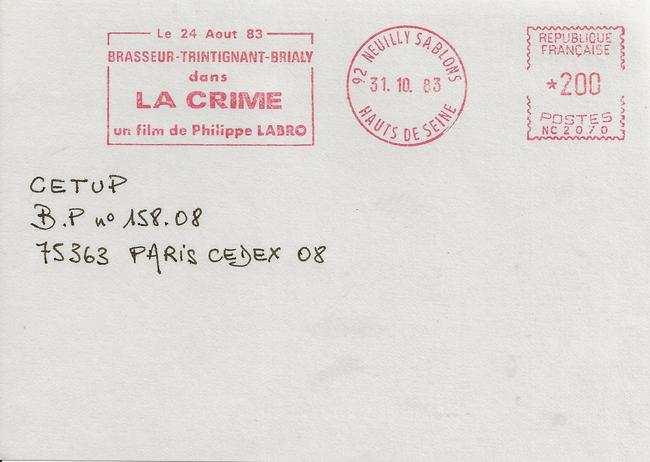 Le 24 Aout 83
BRASSEUR-TRINTIGNANT-BRIALY
dans
LA CRIME
un film de Philippe LABRO
92 NEUILLY SABLONS
31. 10. 83
HAUTS DE SEINE
REPUBLIQUE
FRANÇAISE
*200
POSTES
NC 2070
CETUP
B.P nº 158.08
75363 PARIS CEDEX 08